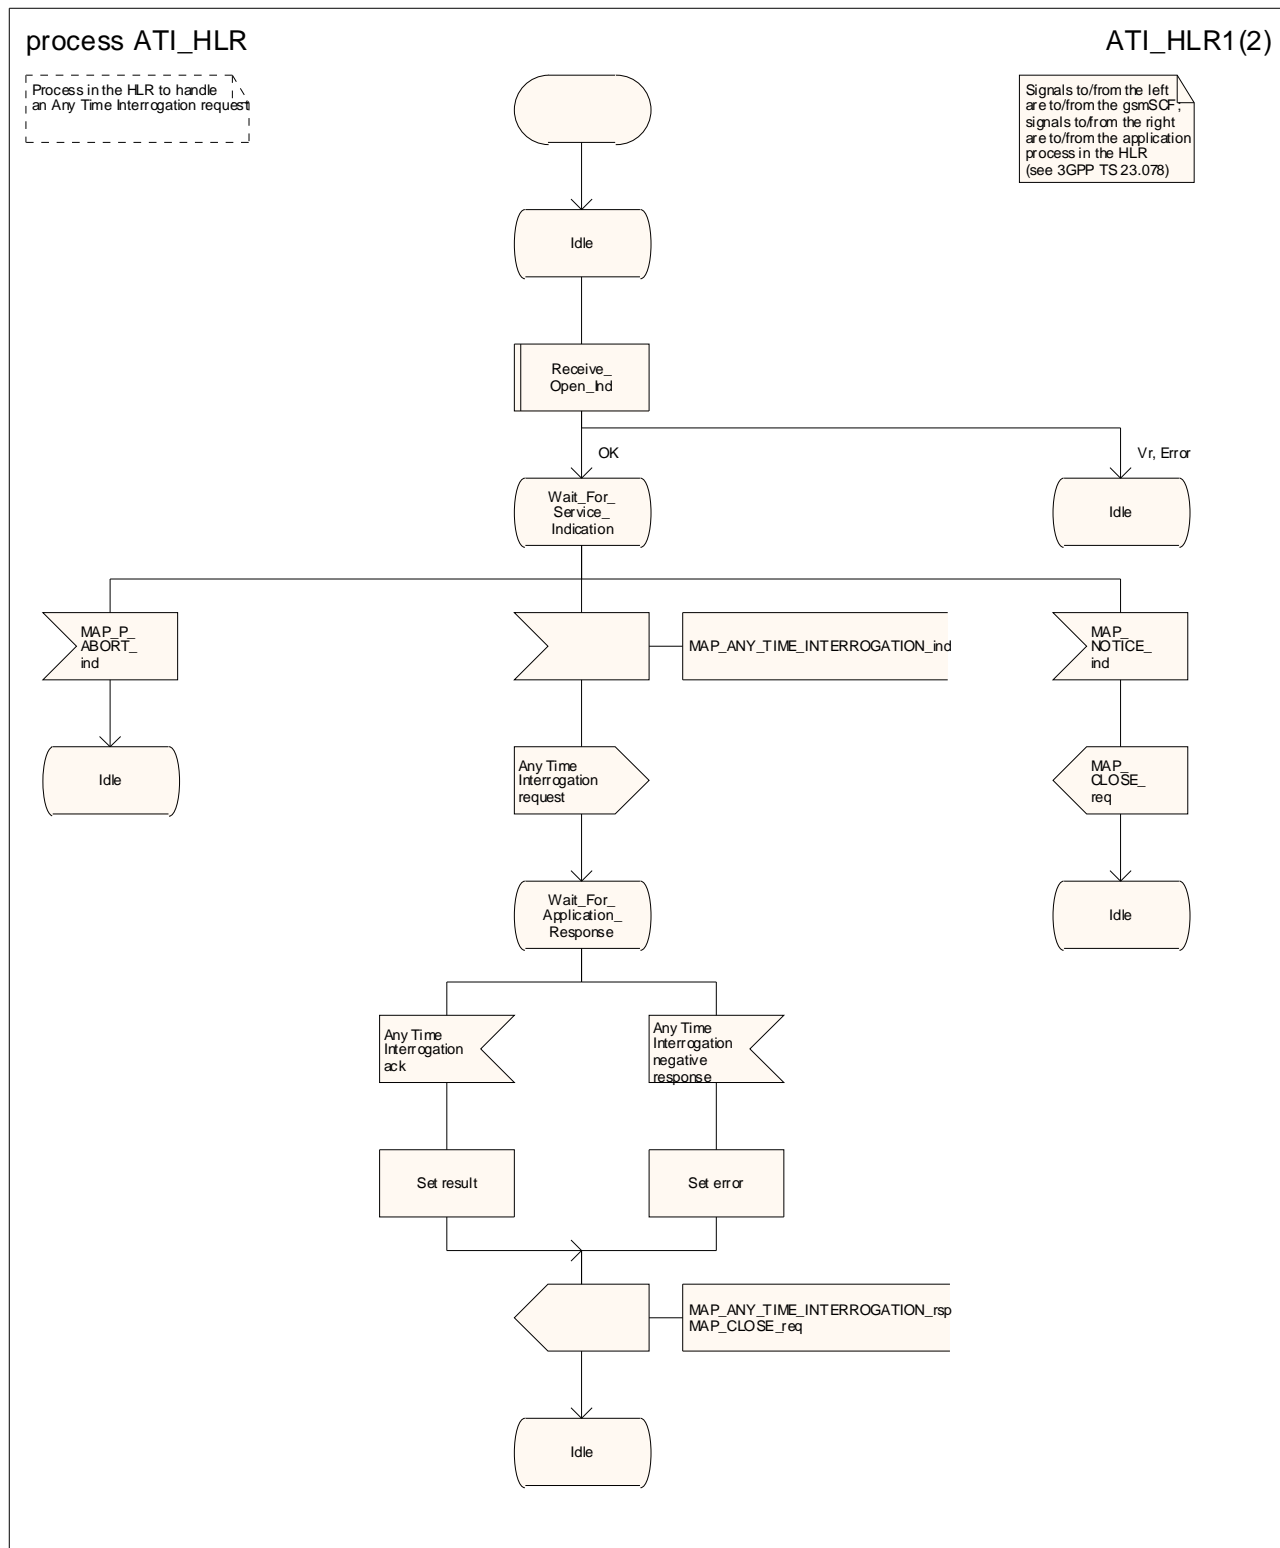 process ATI_HLR
ATI_HLR1(2)
Process in the HLR to handle
an Any Time Interrogation request
Signals to/from the left
are to/from the gsmSCF;
signals to/from the right
are to/from the application
process in the HLR
(see 3GPP TS 23.078)
Idle
Receive_
Open_Ind
OK
Vr, Error
Wait_For_
Service_
Indication
Idle
MAP_P_
ABORT_
ind
MAP_ANY_TIME_INTERROGATION_ind
MAP_
NOTICE_
ind
Idle
Any Time
Interrogation
request
MAP_
CLOSE_
req
Wait_For_
Application_
Response
Idle
Any Time
Interrogation
ack
Any Time
Interrogation
negative
response
Set result
Set error
MAP_ANY_TIME_INTERROGATION_rsp
MAP_CLOSE_req
Idle